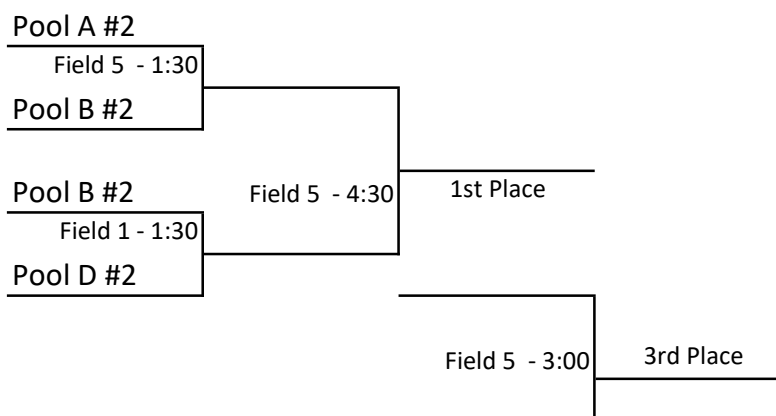 Pool A #2
Field 5  - 1:30
Pool B #2
Pool B #2
Field 5  - 4:30
1st Place
Field 1 - 1:30
Pool D #2
Field 5  - 3:00
3rd Place